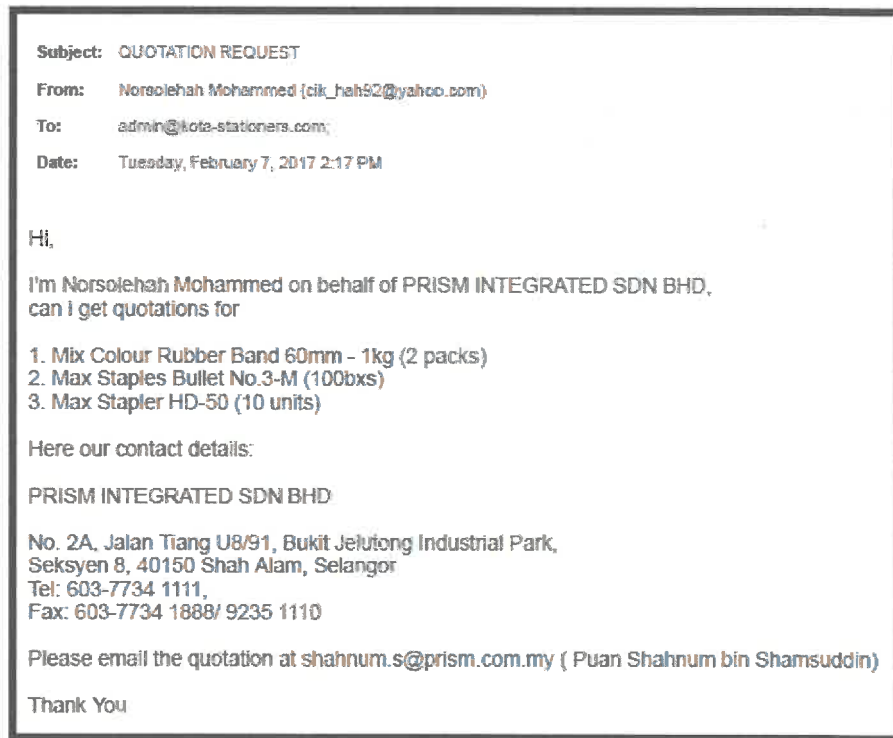 Subject: QUOTATION REQUEST
From: Norsolehah Mohammed (cik_hah92@yahoo.com)
To: admin@kota-stationers.com;
Date: Tuesday, February 7, 2017 2:17 PM
Hi,
I'm Norsolehah Mohammed on behalf of PRISM INTEGRATED SDN BHD,
can i get quotations for
1. Mix Colour Rubber Band 60mm - 1kg (2 packs)
2. Max Staples Bullet No.3-M (100bxs)
3. Max Stapler HD-50 (10 units)
Here our contact details:
PRISM INTEGRATED SDN BHD
No. 2A, Jalan Tiang U8/91, Bukit Jelutong Industrial Park,
Seksyen 8, 40150 Shah Alam, Selangor
Tel: 603-7734 1111,
Fax: 603-7734 1888/ 9235 1110
Please email the quotation at shahnum.s@prism.com.my ( Puan Shahnum bin Shamsuddin)
Thank You